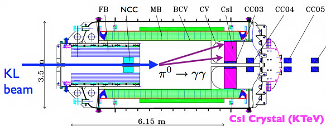 FB NCC MB BCV CV CsI CC03 CC04 CC05
KL
beam
π⁰ → γγ
3.5 m
6.15 m
CsI Crystal (KTeV)